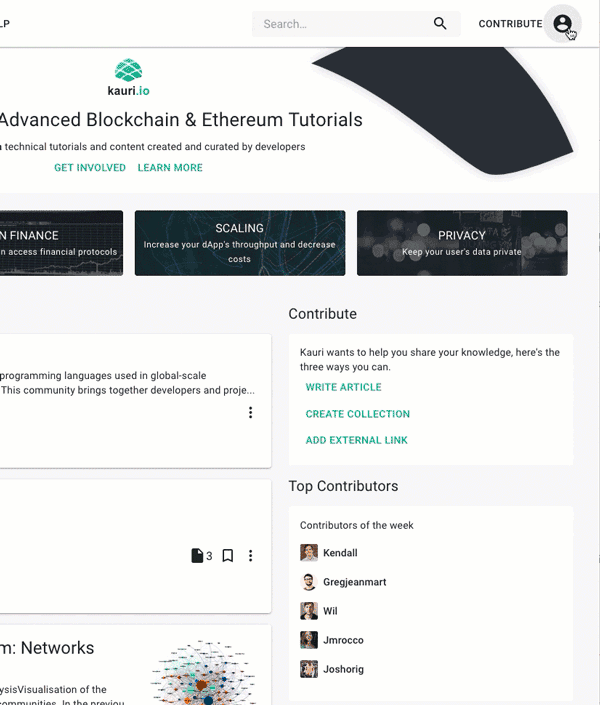 LP
Search...
CONTRIBUTE
kauri.io
Advanced Blockchain & Ethereum Tutorials
technical tutorials and content created and curated by developers
GET INVOLVED
LEARN MORE
N FINANCE
n access financial protocols
SCALING
Increase your dApp's throughput and decrease
costs
PRIVACY
Keep your user's data private
programming languages used in global-scale
This community brings together developers and proje...
3
m: Networks
ysisVisualisation of the
communities. In the previou
Contribute
Kauri wants to help you share your knowledge, here's the
three ways you can.
WRITE ARTICLE
CREATE COLLECTION
ADD EXTERNAL LINK
Top Contributors
Contributors of the week
Kendall
Gregjeanmart
Wil
Jmrocco
Joshorig